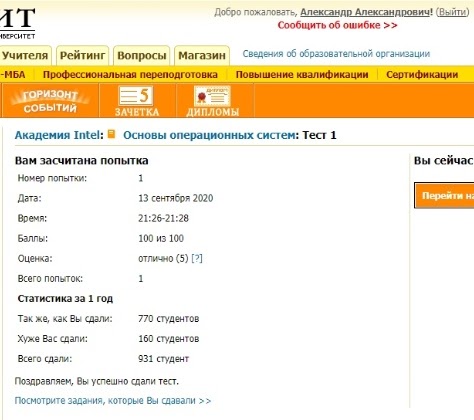 ИТ
ИВЕРСИТЕТ
Добро пожаловать, Александр Александрович! (Выйти)
Сообщить об ошибке >>
Учителя Рейтинг Вопросы Магазин Сведения об образовательной организации
-МБА Профессиональная переподготовка Повышение квалификации Сертификации
ГОРИЗОНТ СОБЫТИЙ
5 ЗАЧЕТКА
ДИПЛОМЫ
Академия Intel: Основы операционных систем: Тест 1
Вам засчитана попытка
Номер попытки: 1
Дата: 13 сентября 2020
Время: 21:26-21:28
Баллы: 100 из 100
Оценка: отлично (5) [?]
Всего попыток: 1
Статистика за 1 год
Так же, как Вы сдали: 770 студентов
Хуже Вас сдали: 160 студентов
Всего сдали: 931 студент
Поздравляем, Вы успешно сдали тест.
Посмотрите задания, которые Вы сдавали >>
Вы сейчас
Перейти на